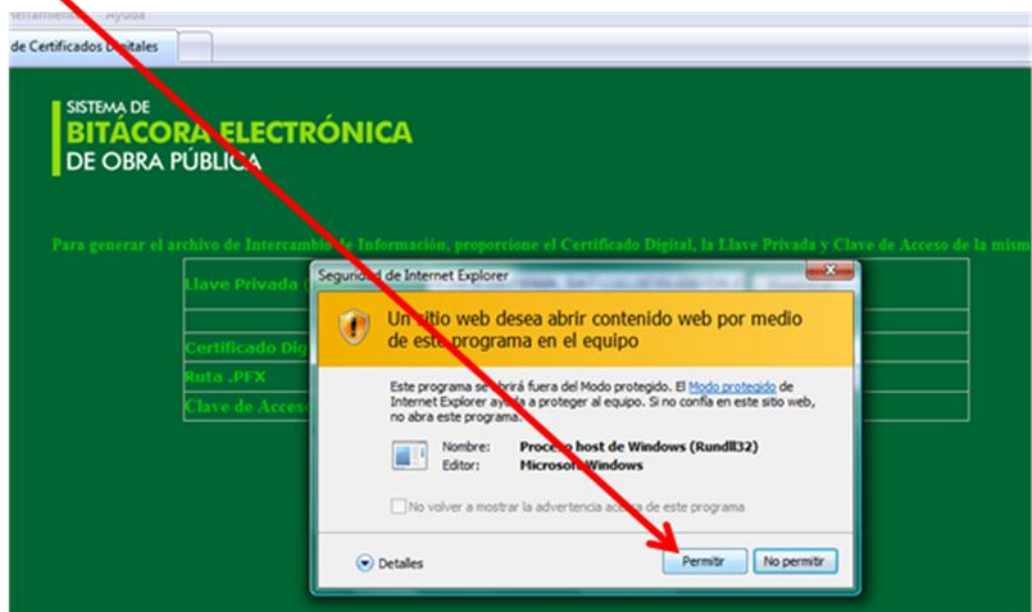 Herramientas Ayuda
de Certificados Digitales
SISTEMA DE
BITÁCORA ELECTRÓNICA
DE OBRA PÚBLICA
Para generar el archivo de Intercambio de Información, proporcione el Certificado Digital, la Llave Privada y Clave de Acceso de la mism
Llave Privada (
Certificado Dig
Ruta .PFX
Clave de Acces
Seguridad de Internet Explorer
Un sitio web desea abrir contenido web por medio
de este programa en el equipo
Este programa se abrirá fuera del Modo protegido. El Modo protegido de
Internet Explorer ayuda a proteger al equipo. Si no confía en este sitio web,
no abra este programa.
Nombre: Proceso host de Windows (Rundll32)
Editor: Microsoft Windows
No volver a mostrar la advertencia acerca de este programa
Detalles
Permitir
No permitir